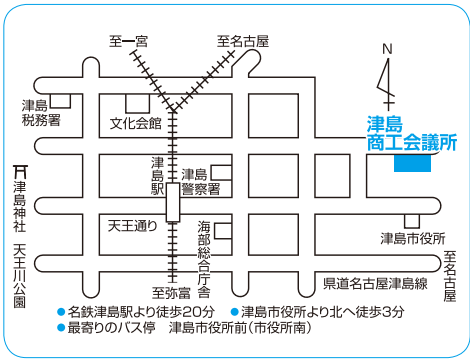 至一宮
至名古屋
N
津島
税務署
文化会館
津島
商工会議所
津島駅
津島
警察署
津島神社 天王川公園
天王通り
海部総合庁舎
津島市役所
至名古屋
至弥富
県道名古屋津島線
●名鉄津島駅より徒歩20分 ●津島市役所より北へ徒歩3分
●最寄りのバス停 津島市役所前(市役所南)